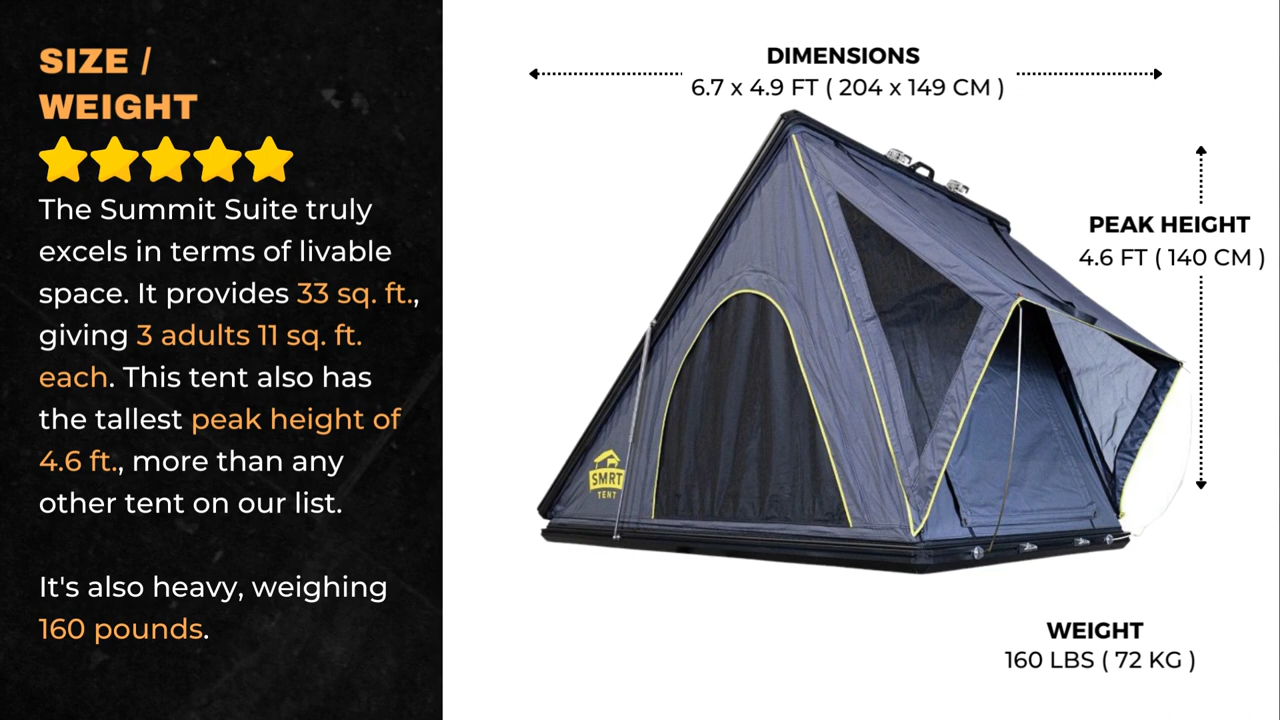 SIZE /
WEIGHT
The Summit Suite truly
excels in terms of livable
space. It provides 33 sq. ft.,
giving 3 adults 11 sq. ft.
each. This tent also has
the tallest peak height of
4.6 ft., more than any
other tent on our list.
It's also heavy, weighing
160 pounds.
DIMENSIONS
6.7 x 4.9 FT ( 204 x 149 CM )
PEAK HEIGHT
4.6 FT ( 140 CM )
SMRT
TENT
WEIGHT
160 LBS ( 72 KG )